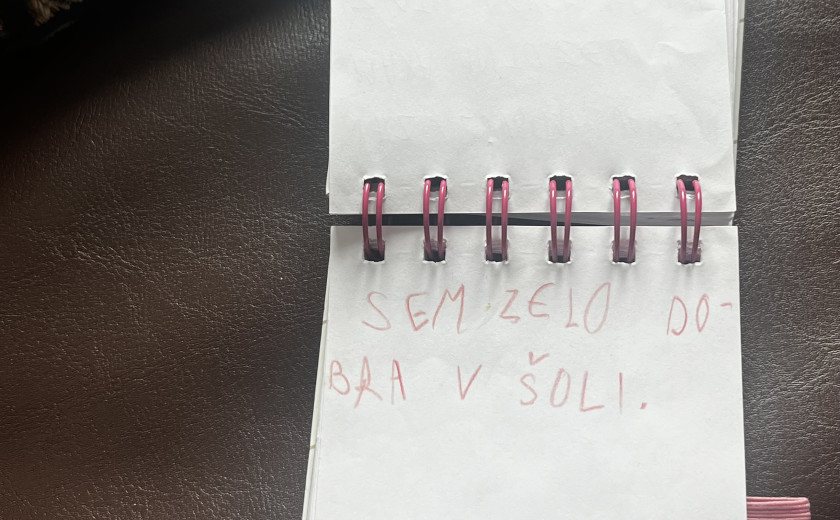 SEM ZELO DO-
BRA V ŠOLI.